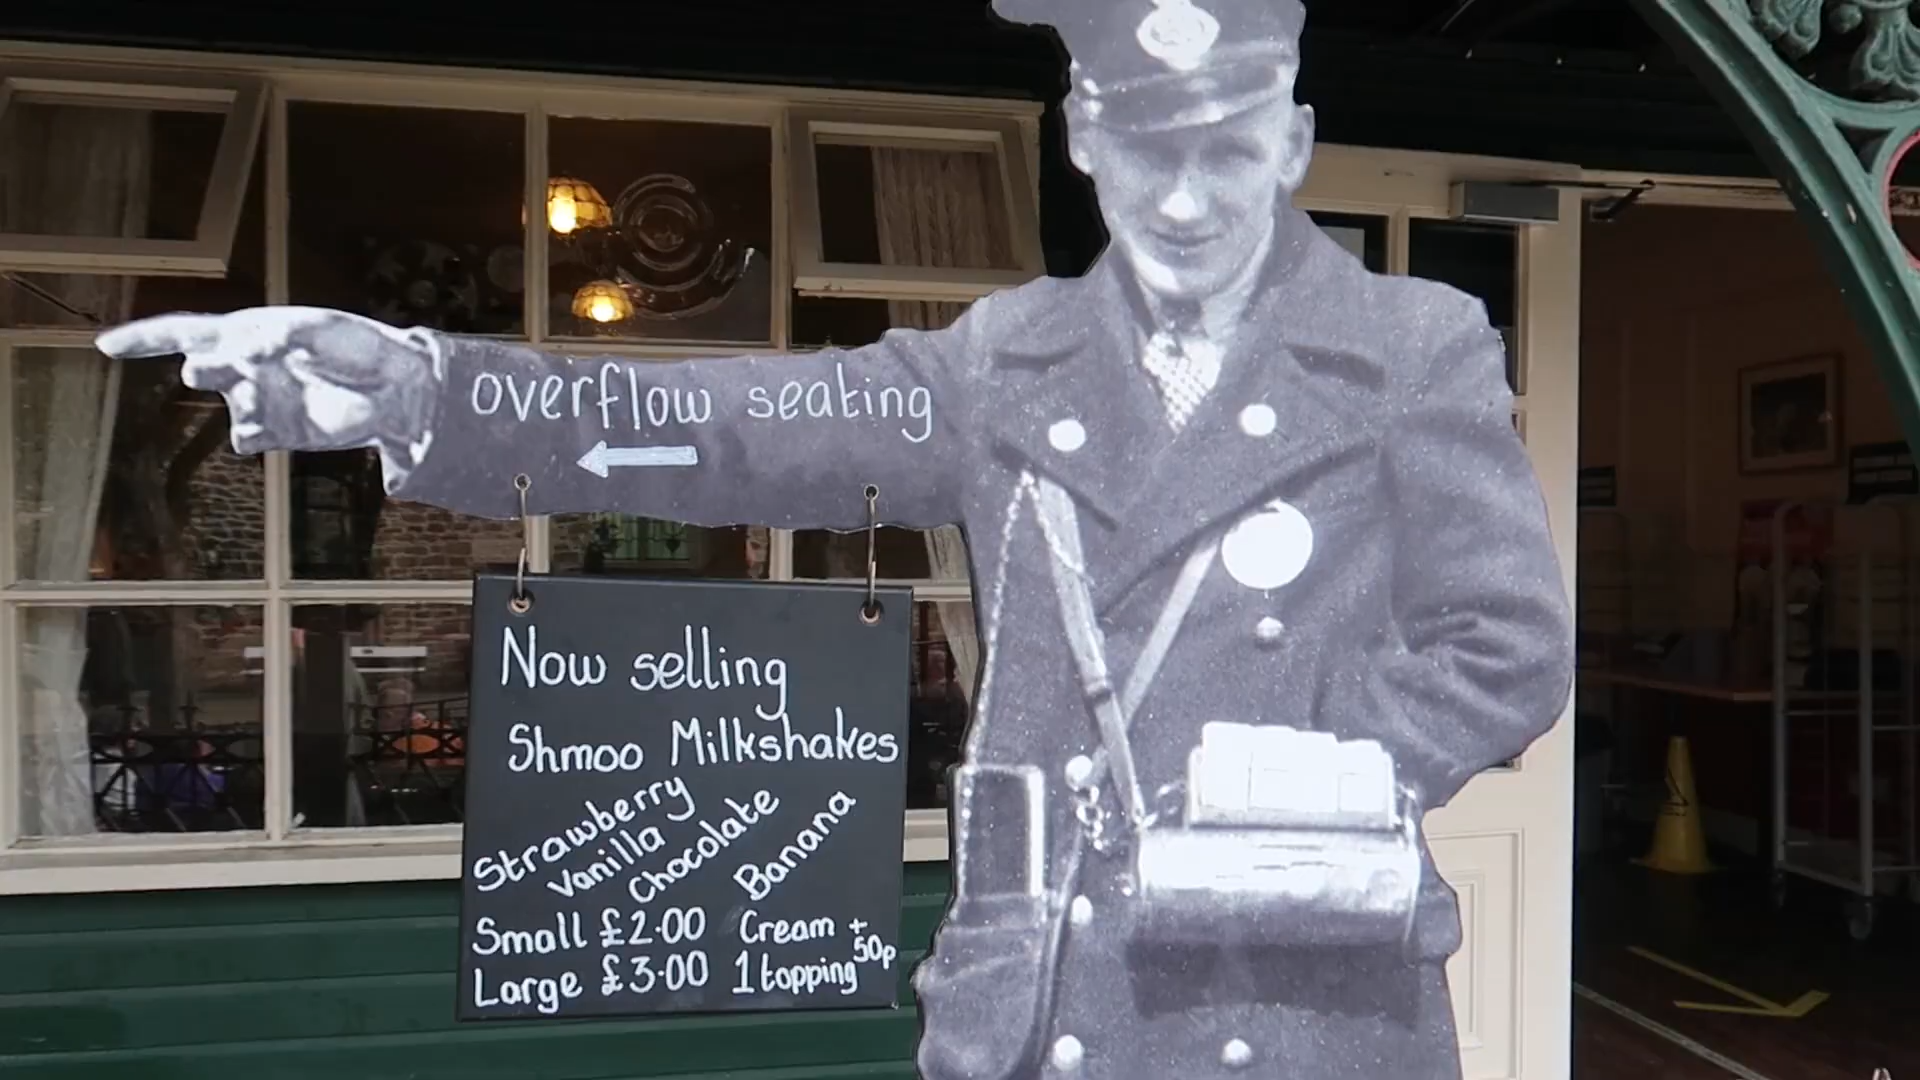 overflow seating
Now selling
Shmoo Milkshakes
Strawberry
Vanilla
Chocolate
Banana
Small £2.00
Large £3.00
Cream +
1 topping 50p